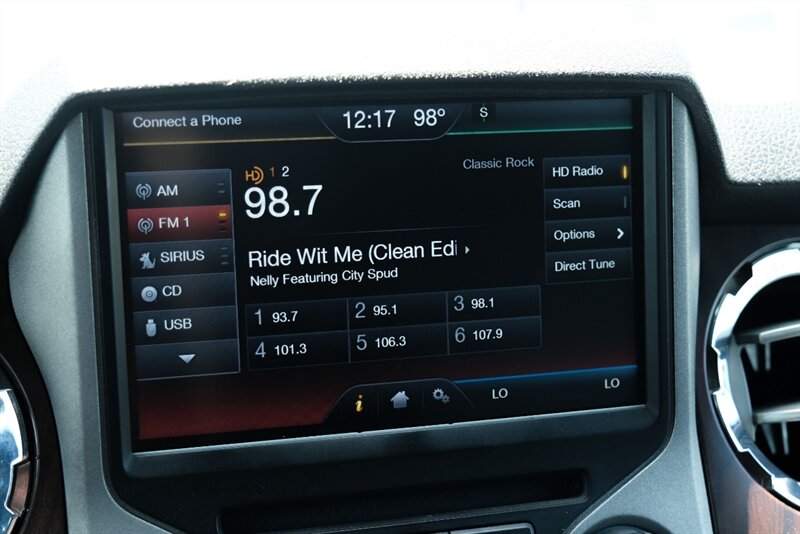 Connect a Phone
12:17 98°
S
AM
FM 1
SIRIUS
CD
USB
HD 1 2
98.7
Classic Rock
Ride Wit Me (Clean Edi
Nelly Featuring City Spud
1 93.7 2 95.1 3 98.1
4 101.3 5 106.3 6 107.9
HD Radio
Scan
Options
Direct Tune
i
LO
LO